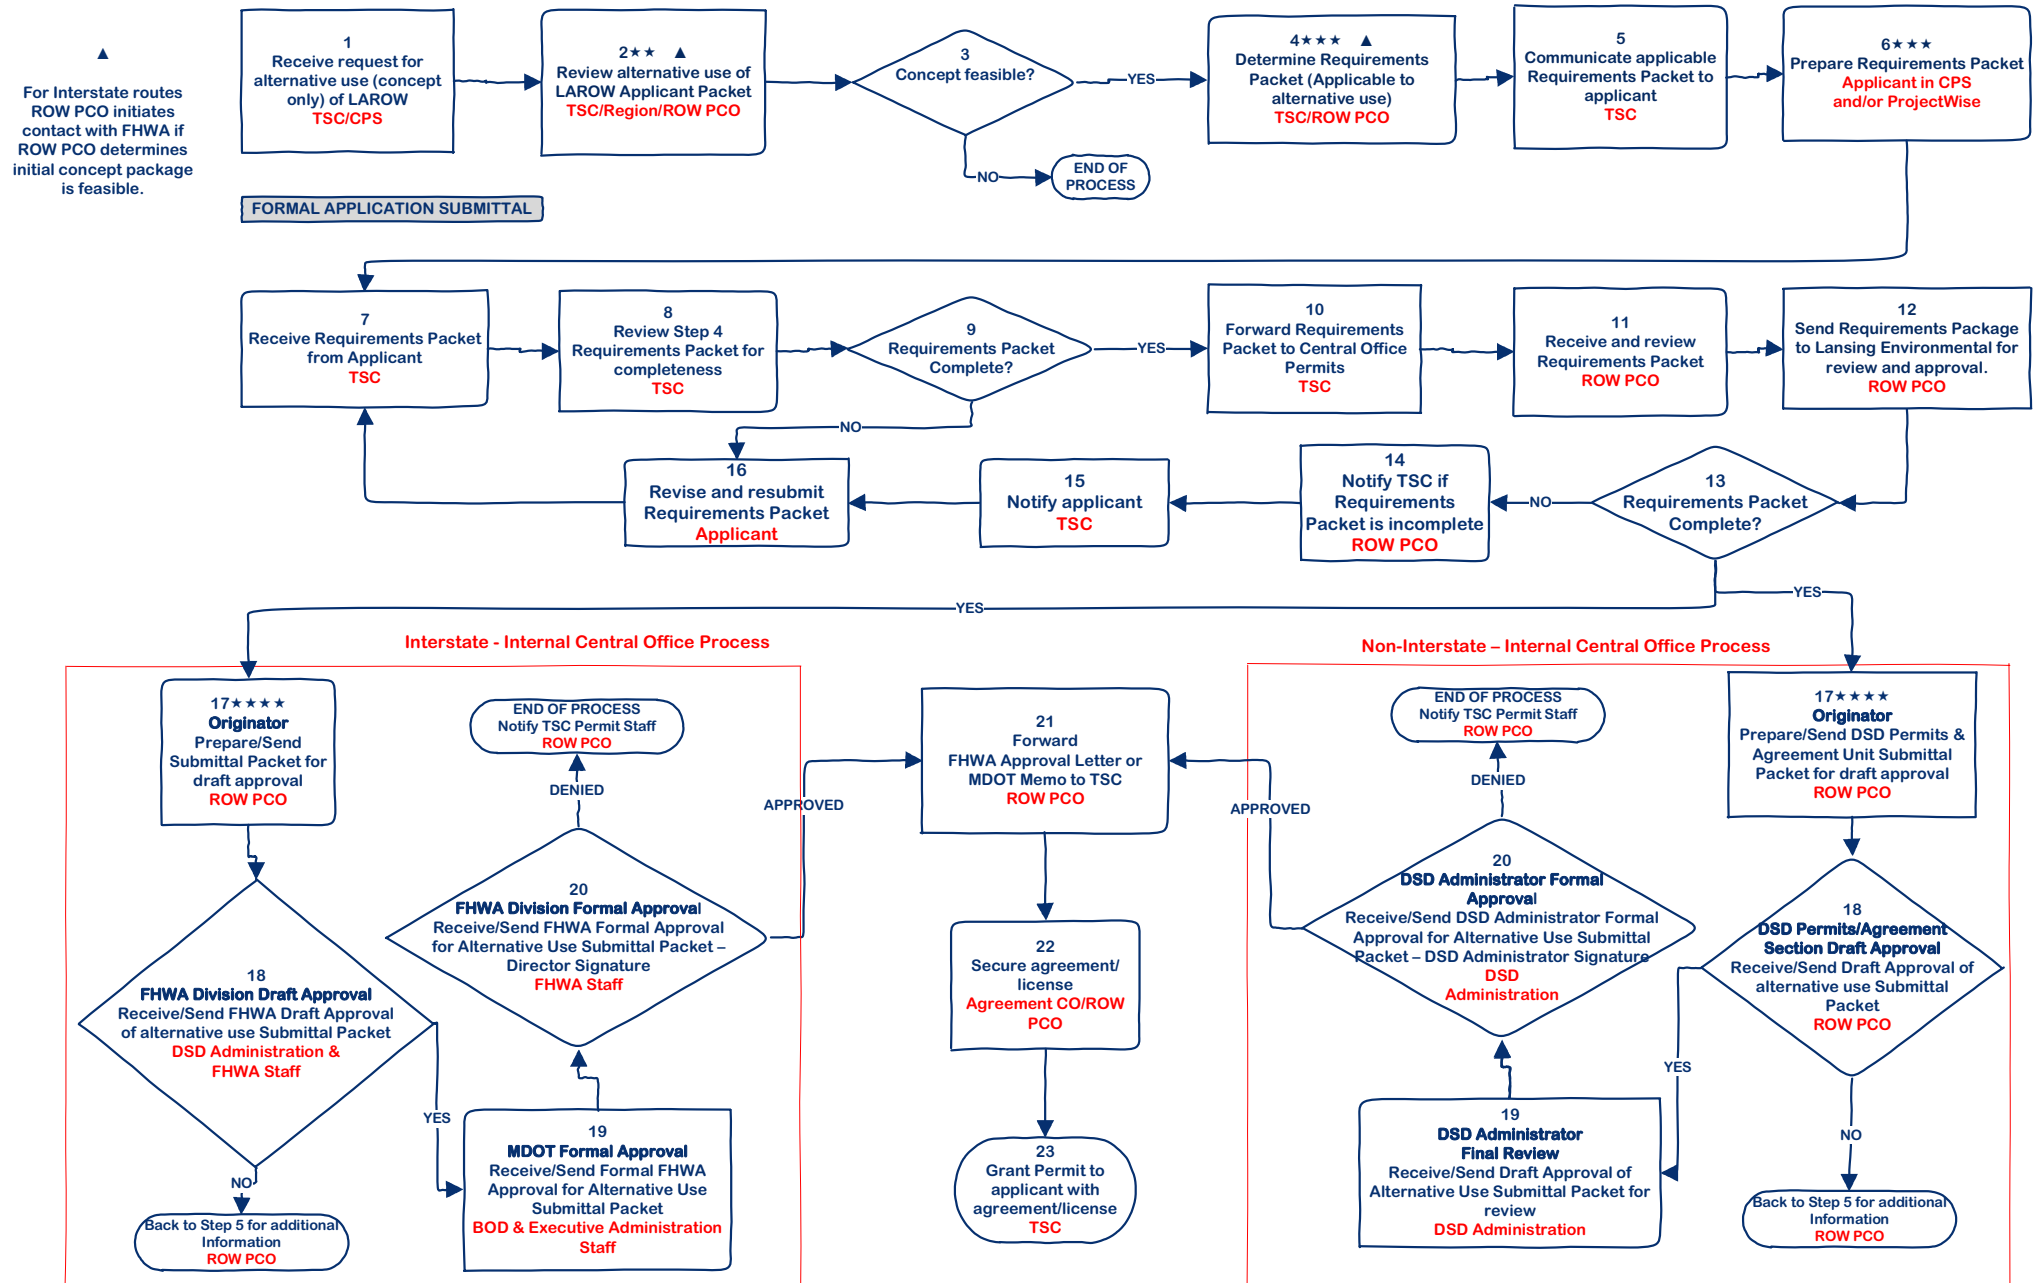 ▲
For Interstate routes
ROW PCO initiates
contact with FHWA if
ROW PCO determines
initial concept package
is feasible.
1
Receive request for
alternative use (concept
only) of LAROW
TSC/CPS
2★★ ▲
Review alternative use of
LAROW Applicant Packet
TSC/Region/ROW PCO
3
Concept feasible?
YES
NO
END OF
PROCESS
4★★★ ▲
Determine Requirements
Packet (Applicable to
alternative use)
TSC/ROW PCO
5
Communicate applicable
Requirements Packet to
applicant
TSC
6★★★
Prepare Requirements Packet
Applicant in CPS
and/or ProjectWise
FORMAL APPLICATION SUBMITTAL
7
Receive Requirements Packet
from Applicant
TSC
8
Review Step 4
Requirements Packet for
completeness
TSC
9
Requirements Packet
Complete?
YES
NO
10
Forward Requirements
Packet to Central Office
Permits
TSC
11
Receive and review
Requirements Packet
ROW PCO
12
Send Requirements Package
to Lansing Environmental for
review and approval.
ROW PCO
13
Requirements Packet
Complete?
NO
14
Notify TSC if
Requirements
Packet is incomplete
ROW PCO
15
Notify applicant
TSC
16
Revise and resubmit
Requirements Packet
Applicant
YES
YES
Interstate - Internal Central Office Process
17★★★★
Originator
Prepare/Send
Submittal Packet for
draft approval
ROW PCO
18
FHWA Division Draft Approval
Receive/Send FHWA Draft Approval
of alternative use Submittal Packet
DSD Administration &
FHWA Staff
NO
Back to Step 5 for additional
Information
ROW PCO
YES
19
MDOT Formal Approval
Receive/Send Formal FHWA
Approval for Alternative Use
Submittal Packet
BOD & Executive Administration
Staff
20
FHWA Division Formal Approval
Receive/Send FHWA Formal Approval
for Alternative Use Submittal Packet –
Director Signature
FHWA Staff
DENIED
END OF PROCESS
Notify TSC Permit Staff
ROW PCO
APPROVED
21
Forward
FHWA Approval Letter or
MDOT Memo to TSC
ROW PCO
22
Secure agreement/
license
Agreement CO/ROW
PCO
23
Grant Permit to
applicant with
agreement/license
TSC
Non-Interstate – Internal Central Office Process
17★★★★
Originator
Prepare/Send DSD Permits &
Agreement Unit Submittal
Packet for draft approval
ROW PCO
18
DSD Permits/Agreement
Section Draft Approval
Receive/Send Draft Approval of
alternative use Submittal
Packet
ROW PCO
NO
Back to Step 5 for additional
Information
ROW PCO
YES
19
DSD Administrator
Final Review
Receive/Send Draft Approval of
Alternative Use Submittal Packet for
review
DSD Administration
20
DSD Administrator Formal
Approval
Receive/Send DSD Administrator Formal
Approval for Alternative Use Submittal
Packet – DSD Administrator Signature
DSD
Administration
DENIED
END OF PROCESS
Notify TSC Permit Staff
ROW PCO
APPROVED